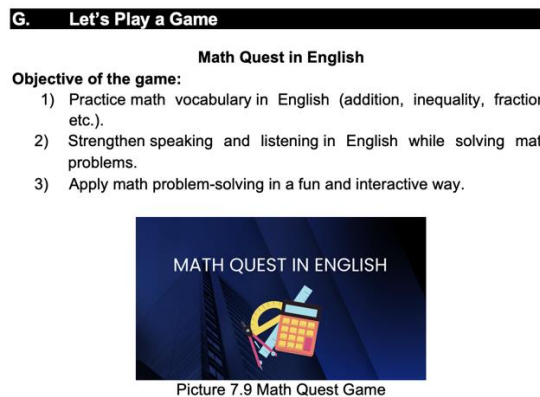 G. Let's Play a Game
Math Quest in English
Objective of the game:
1) Practice math vocabulary in English (addition, inequality,
etc.).
2) Strengthen speaking and listening in English while solving
problems.
3) Apply math problem-solving in a fun and interactive way.
MATH QUEST IN ENGLISH
Picture 7.9 Math Quest Game